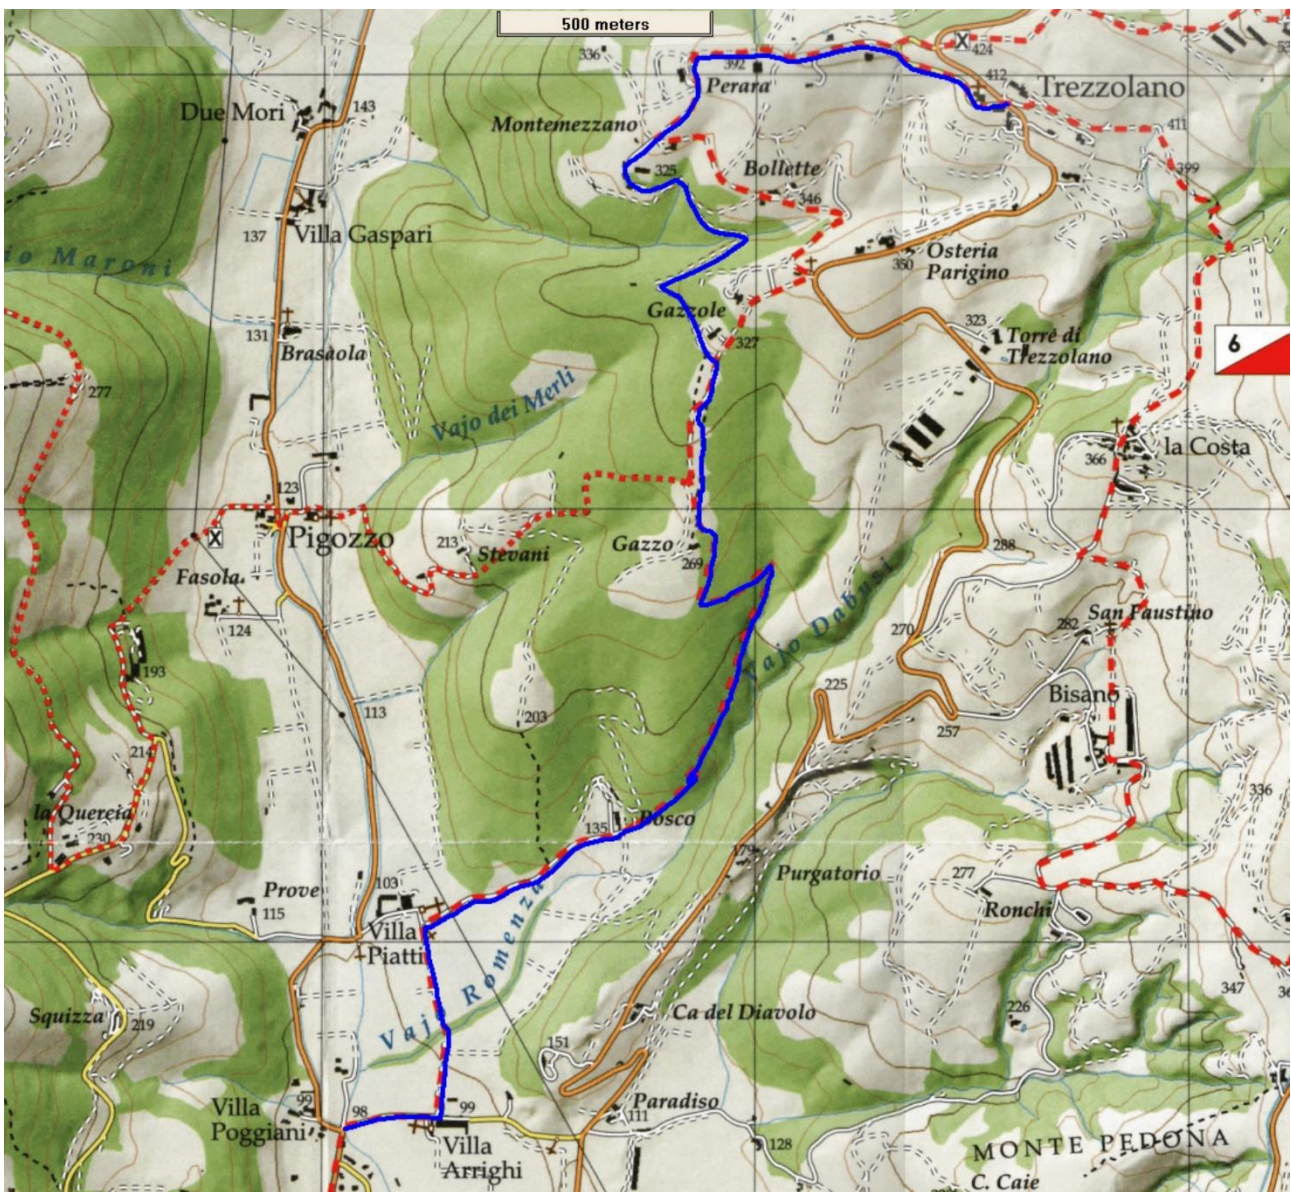 500 meters
336
392
424
Perara
412
Trezzolano
Due Mori
143
Montemezzano
411
325
Bollette
399
346
137
Villa Gaspari
io Maroni
350
Osteria
Parigino
Gazzole
327
323
Torre di
Trezzolano
131
Brasaola
6
277
Vajo dei Merli
366
la Costa
123
Pigozzo
213
Stevani
Gazzo
269
288
Fasola
124
Vajo Dabusi
270
282
San Faustino
193
225
Bisano
203
113
257
214
la Quercia
230
135
Bosco
336
179
Purgatorio
277
Ronchi
Prove
115
103
Villa
Piatti
Vajo Romenza
347
36
Squizza
219
226
Ca del Diavolo
151
99
98
99
Villa
Poggiani
Paradiso
111
Villa
Arrighi
128
MONTE PEDONA
C. Caie